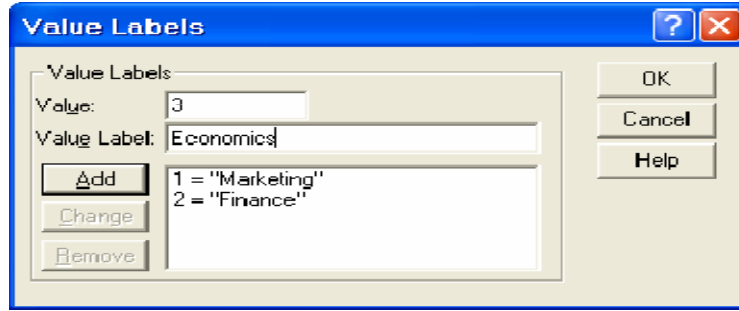 Value Labels
?
Value Labels
OK
Value: 3
Cancel
Value Label: Economics
Help
Add
1 = "Marketing"
2 = "Finance"
Change
Remove